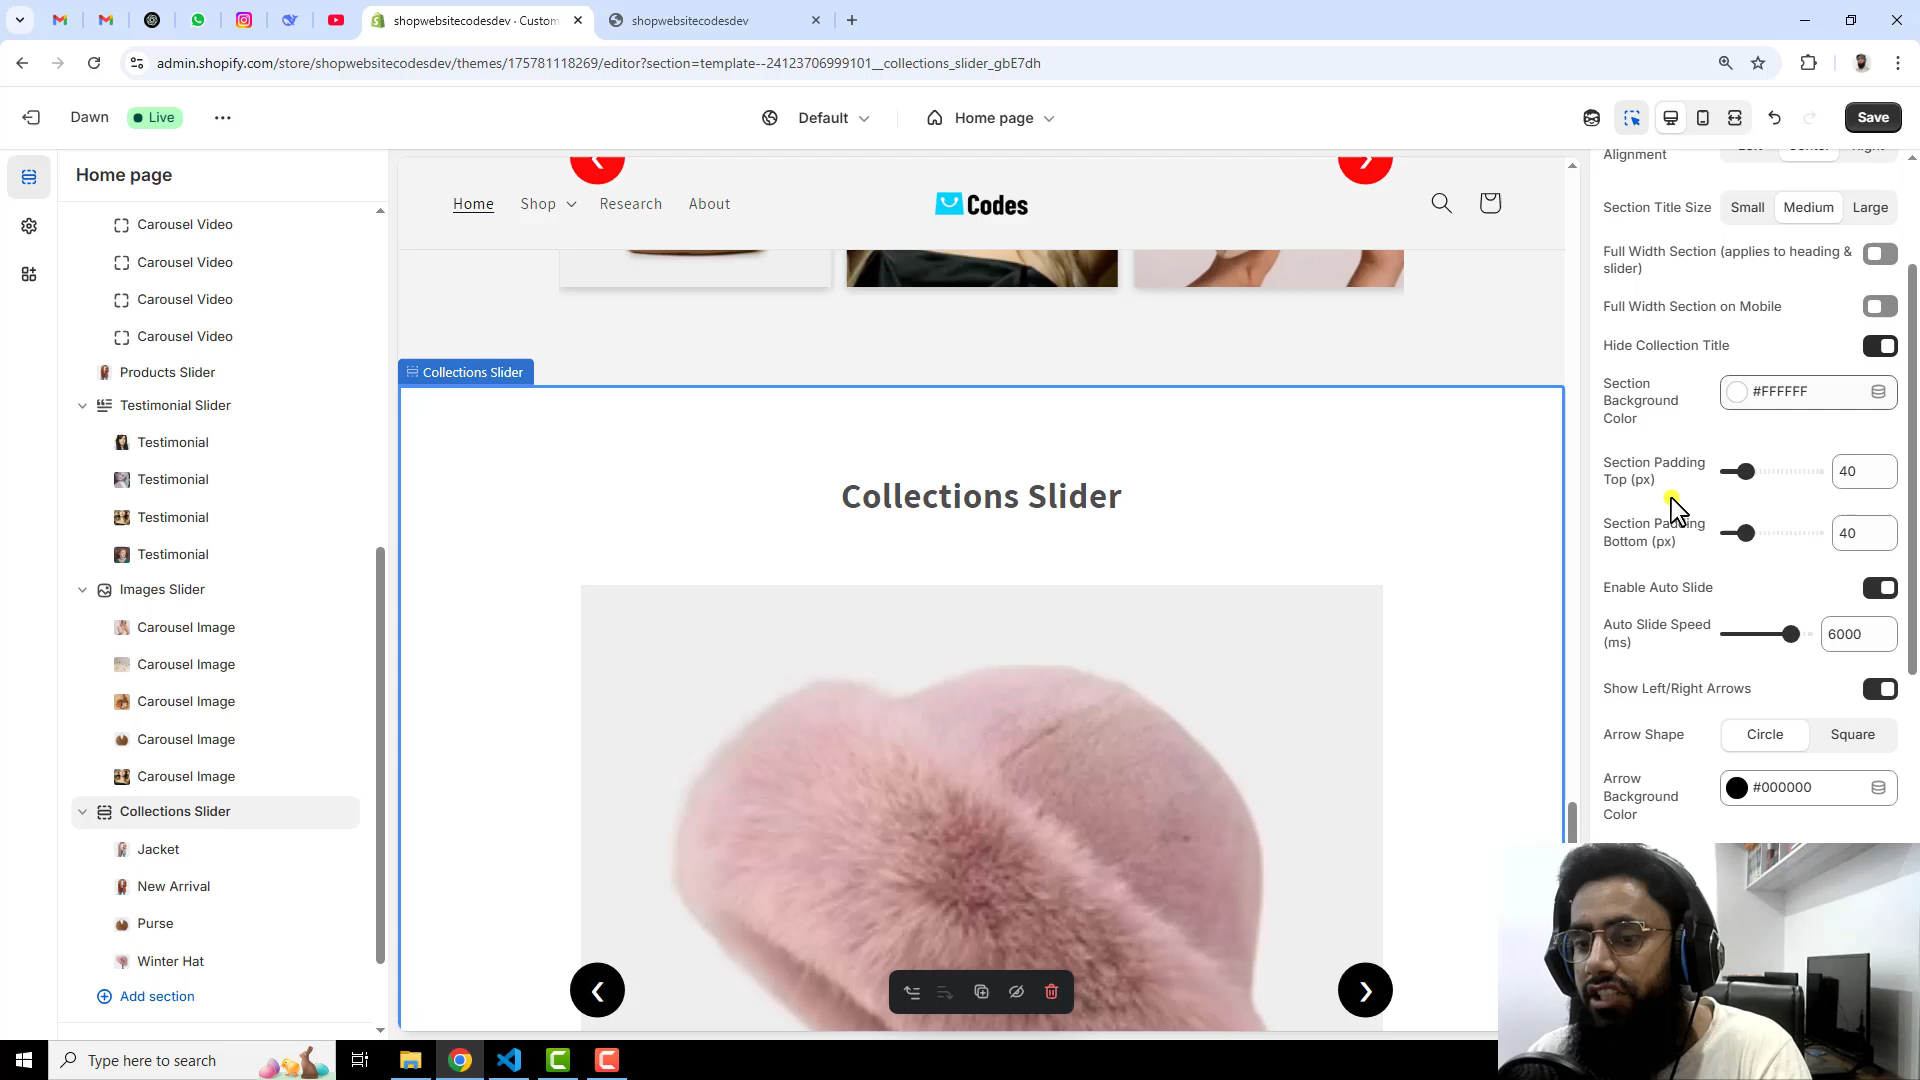 shopwebsitecodesdev · Custom
shopwebsitecodesdev
admin.shopify.com/store/shopwebsitecodesdev/themes/175781118269/editor?section=template--24123706999101__collections_slider_gbE7dh
Dawn
Live
Default
Home page
Save
Home page
Carousel Video
Carousel Video
Carousel Video
Carousel Video
Products Slider
Testimonial Slider
Testimonial
Testimonial
Testimonial
Testimonial
Images Slider
Carousel Image
Carousel Image
Carousel Image
Carousel Image
Carousel Image
Collections Slider
Jacket
New Arrival
Purse
Winter Hat
Add section
Home
Shop
Research
About
Codes
Collections Slider
Collections Slider
Alignment
Left
Center
Right
Section Title Size
Small
Medium
Large
Full Width Section (applies to heading &
slider)
Full Width Section on Mobile
Hide Collection Title
Section
Background
Color
#FFFFFF
Section Padding
Top (px)
40
Section Padding
Bottom (px)
40
Enable Auto Slide
Auto Slide Speed
(ms)
6000
Show Left/Right Arrows
Arrow Shape
Circle
Square
Arrow
Background
Color
#000000
Type here to search